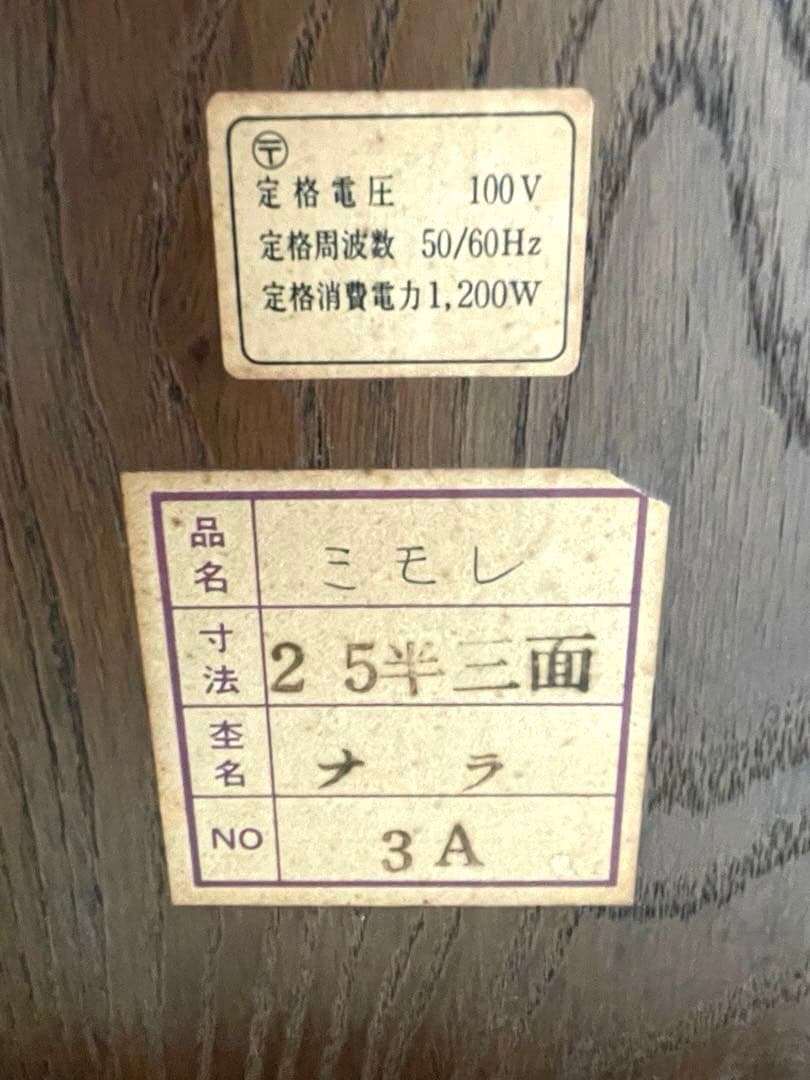 〒
定格電圧 100V
定格周波数 50/60Hz
定格消費電力 1,200W
品名 ミモレ
寸法 25半三面
杢名 ナラ
NO 3A